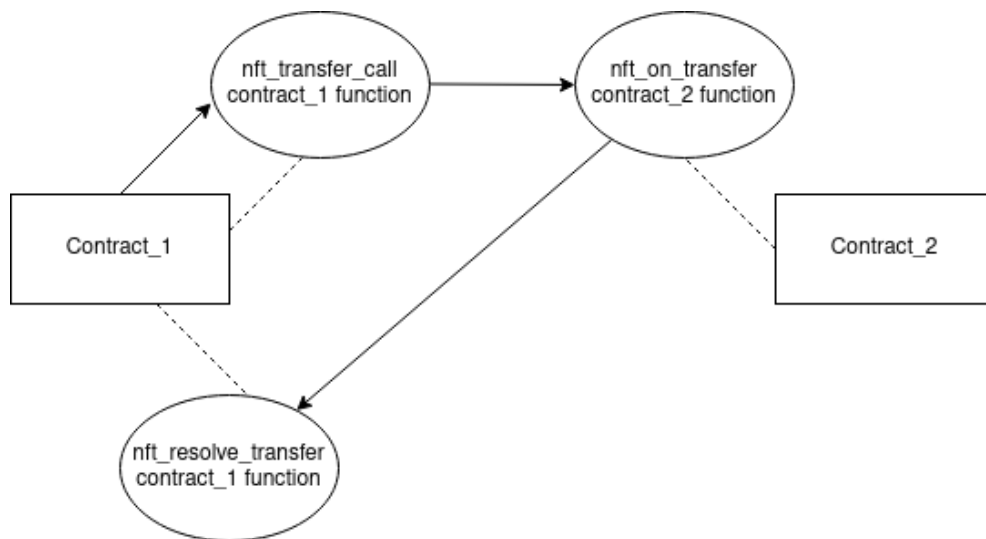 nft_transfer_call
contract_1 function
nft_on_transfer
contract_2 function
Contract_1
Contract_2
nft_resolve_transfer
contract_1 function